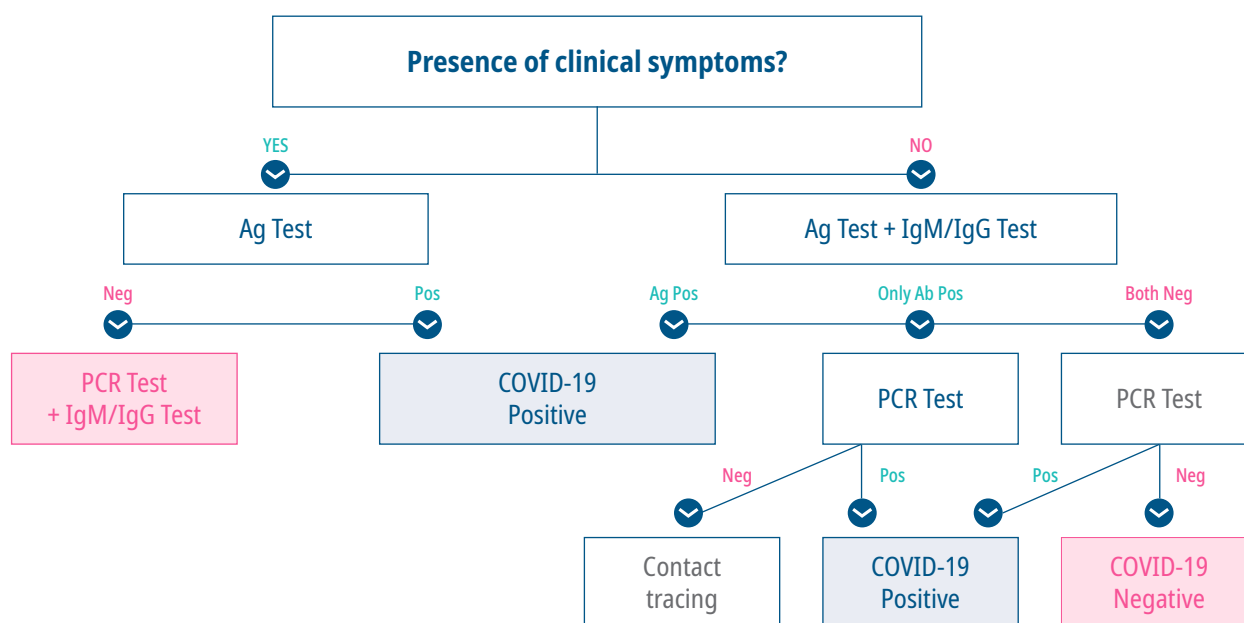 Presence of clinical symptoms?
YES
NO
Ag Test
Ag Test + IgM/IgG Test
Neg
Pos
Ag Pos
Only Ab Pos
Both Neg
PCR Test
+ IgM/IgG Test
COVID-19
Positive
PCR Test
PCR Test
Neg
Pos
Pos
Neg
Contact
tracing
COVID-19
Positive
COVID-19
Negative